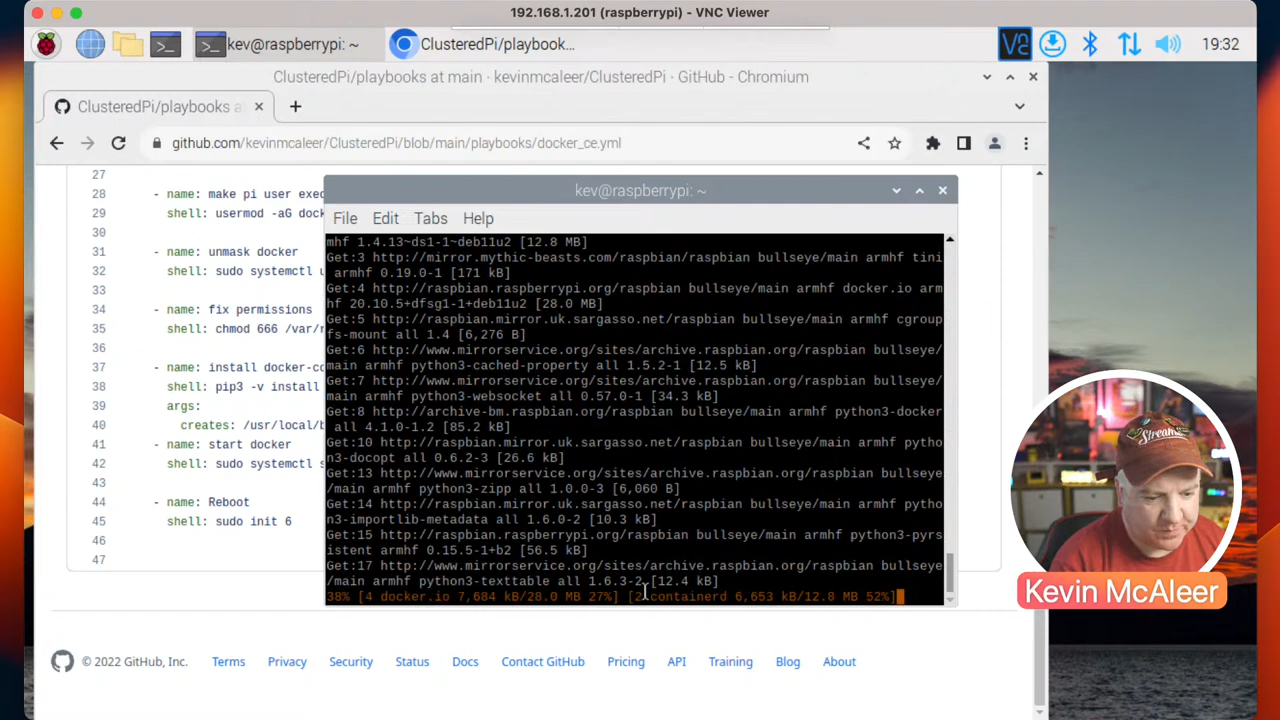 192.168.1.201 (raspberrypi) - VNC Viewer
kev@raspberrypi: ~
ClusteredPi/playbook...
19:32
ClusteredPi/playbooks at main · kevinmcaleer/ClusteredPi · GitHub - Chromium
ClusteredPi/playbooks a
github.com/kevinmcaleer/ClusteredPi/blob/main/playbooks/docker_ce.yml
27
28 - name: make pi user exec
29 shell: usermod -aG dock
30
31 - name: unmask docker
32 shell: sudo systemctl u
33
34 - name: fix permissions
35 shell: chmod 666 /var/r
36
37 - name: install docker-co
38 shell: pip3 -v install
39 args:
40 creates: /usr/local/b
41 - name: start docker
42 shell: sudo systemctl s
43
44 - name: Reboot
45 shell: sudo init 6
46
47
kev@raspberrypi: ~
File Edit Tabs Help
mhf 1.4.13~ds1-1~deb11u2 [12.8 MB]
Get:3 http://mirror.mythic-beasts.com/raspbian/raspbian bullseye/main armhf tini
armhf 0.19.0-1 [171 kB]
Get:4 http://raspbian.raspberrypi.org/raspbian bullseye/main armhf docker.io arm
hf 20.10.5+dfsg1-1+deb11u2 [28.0 MB]
Get:5 http://raspbian.mirror.uk.sargasso.net/raspbian bullseye/main armhf cgroup
fs-mount all 1.4 [6,276 B]
Get:6 http://www.mirrorservice.org/sites/archive.raspbian.org/raspbian bullseye/
main armhf python3-cached-property all 1.5.2-1 [12.5 kB]
Get:7 http://www.mirrorservice.org/sites/archive.raspbian.org/raspbian bullseye/
main armhf python3-websocket all 0.57.0-1 [34.3 kB]
Get:8 http://archive-bm.raspbian.org/raspbian bullseye/main armhf python3-docker
all 4.1.0-1.2 [85.2 kB]
Get:10 http://raspbian.mirror.uk.sargasso.net/raspbian bullseye/main armhf pytho
n3-docopt all 0.6.2-3 [26.6 kB]
Get:13 http://www.mirrorservice.org/sites/archive.raspbian.org/raspbian bullseye
/main armhf python3-zipp all 1.0.0-3 [6,060 B]
Get:14 http://raspbian.mirror.uk.sargasso.net/raspbian bullseye/main armhf pytho
n3-importlib-metadata all 1.6.0-2 [10.3 kB]
Get:15 http://raspbian.raspberrypi.org/raspbian bullseye/main armhf python3-pyrs
istent armhf 0.15.5-1+b2 [56.5 kB]
Get:17 http://www.mirrorservice.org/sites/archive.raspbian.org/raspbian bullseye
/main armhf python3-texttable all 1.6.3-2 [12.4 kB]
38% [4 docker.io 7,684 kB/28.0 MB 27%] [2 containerd 6,653 kB/12.8 MB 52%]
Kevin McAleer
© 2022 GitHub, Inc. Terms Privacy Security Status Docs Contact GitHub Pricing API Training Blog About